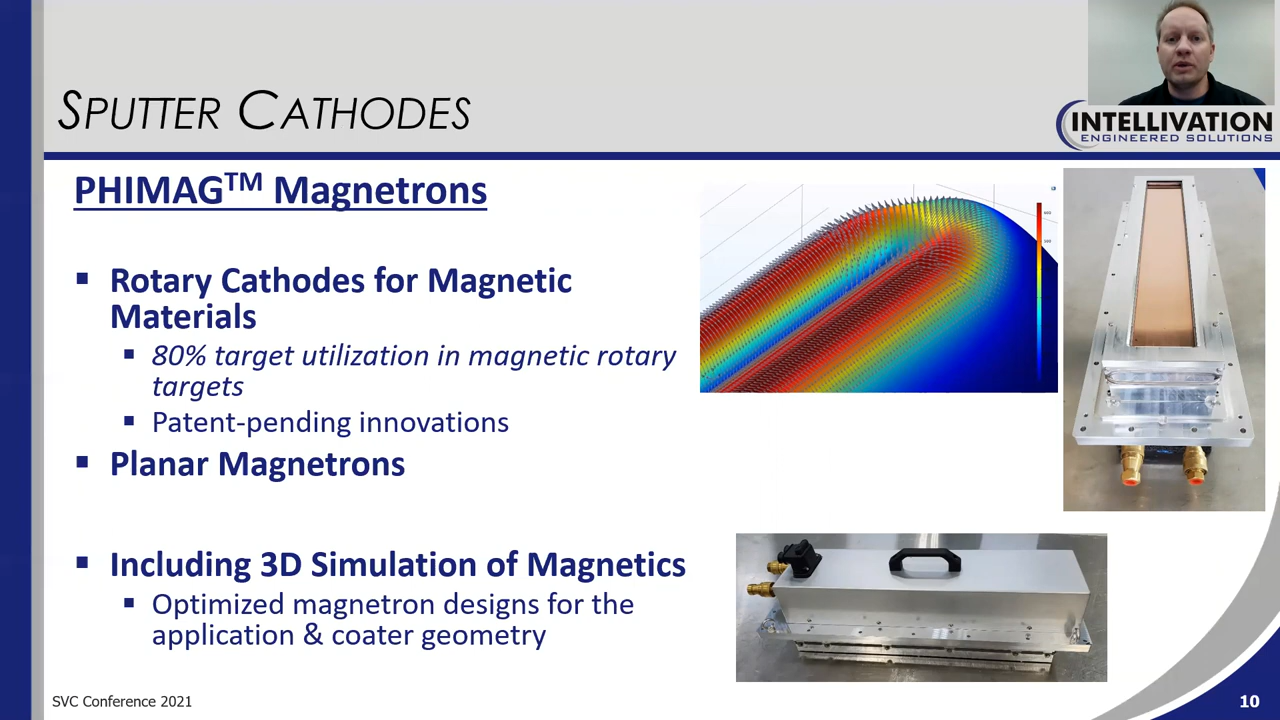 SPUTTER CATHODES
INTELLIVATION
ENGINEERED SOLUTIONS
PHIMAG™ Magnetrons
▪ Rotary Cathodes for Magnetic
Materials
▪ 80% target utilization in magnetic rotary
targets
▪ Patent-pending innovations
▪ Planar Magnetrons
▪ Including 3D Simulation of Magnetics
▪ Optimized magnetron designs for the
application & coater geometry
SVC Conference 2021
10